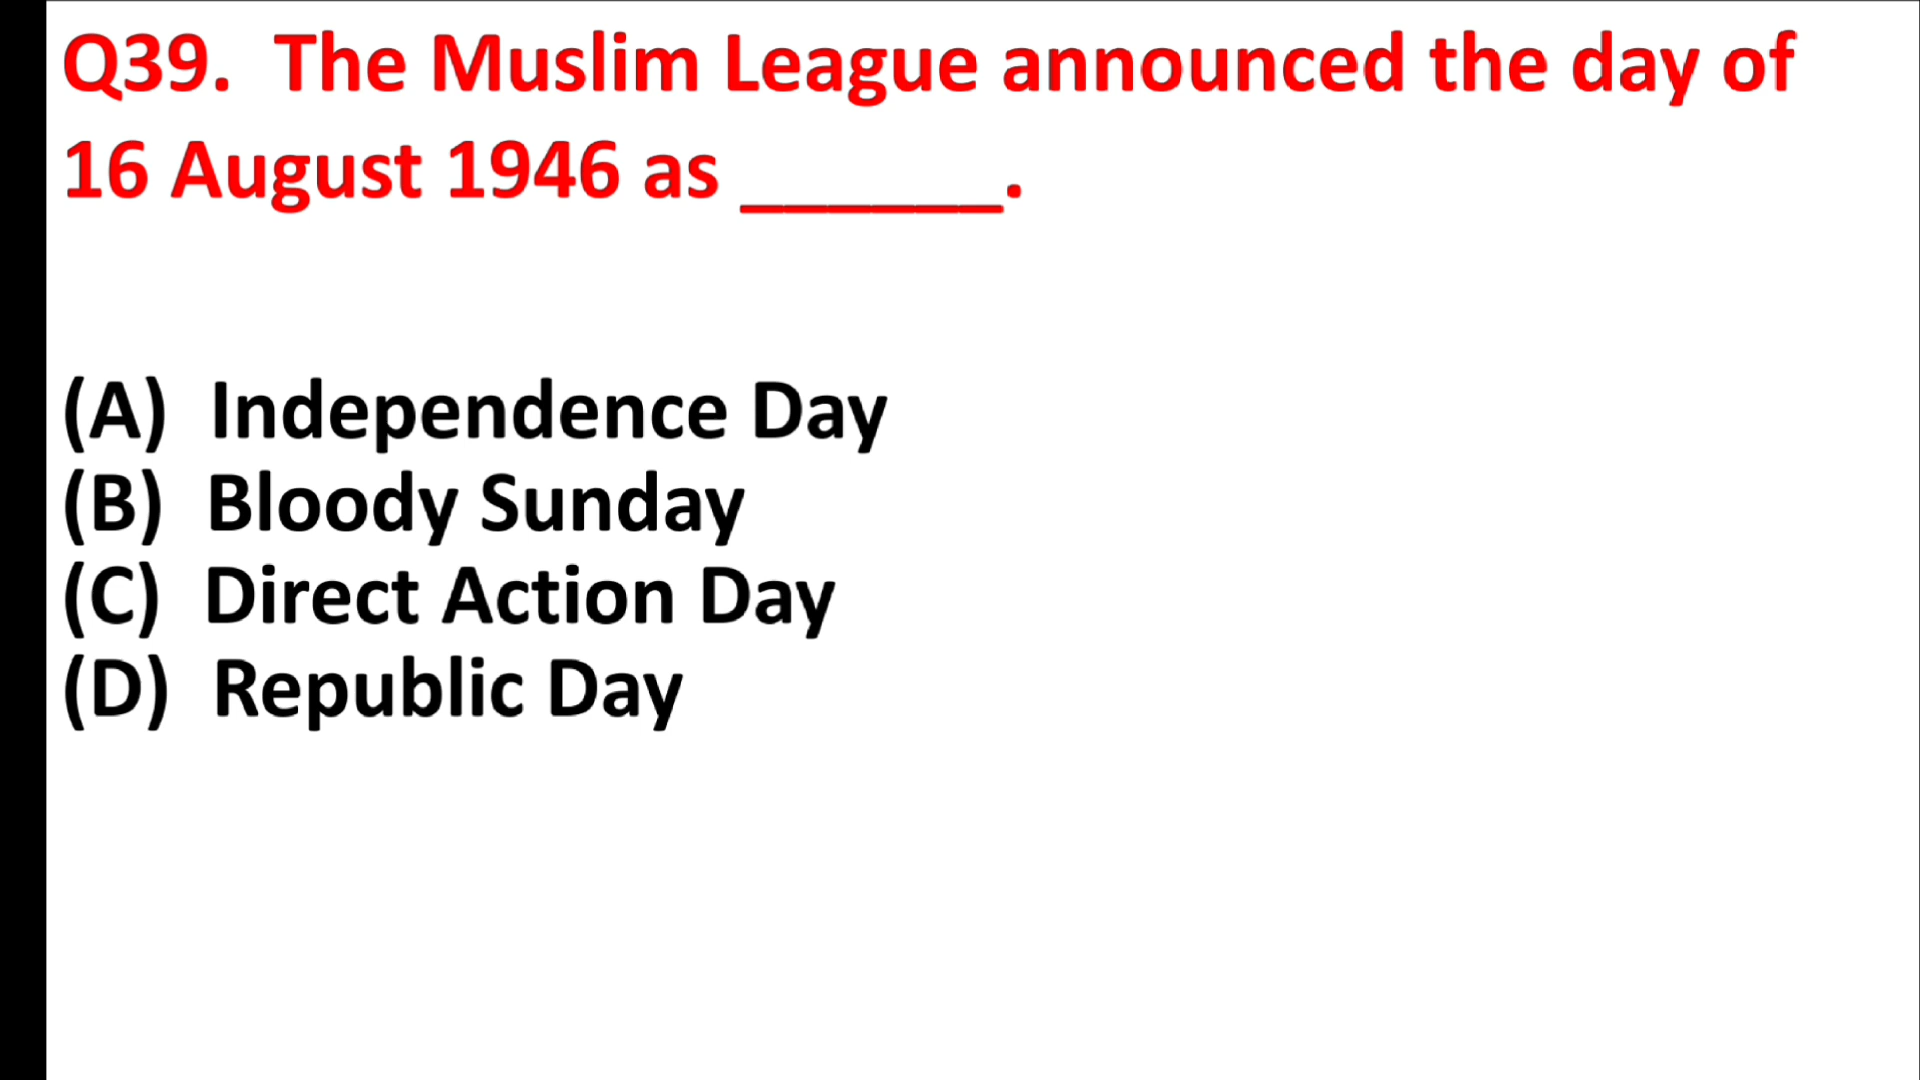 Q39. The Muslim League announced the day of
16 August 1946 as ______.
(A) Independence Day
(B) Bloody Sunday
(C) Direct Action Day
(D) Republic Day